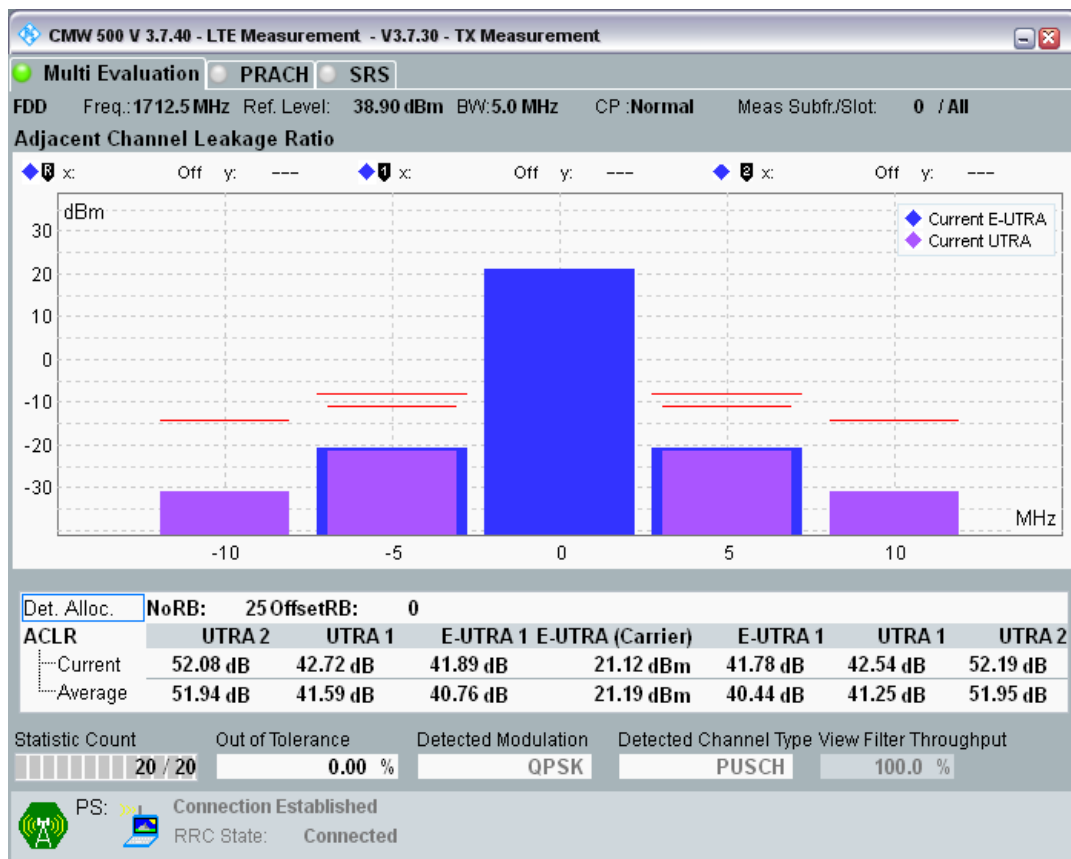 CMW 500 V 3.7.40 - LTE Measurement - V3.7.30 - TX Measurement
Multi Evaluation PRACH SRS
FDD Freq.:1712.5 MHz Ref. Level: 38.90 dBm BW:5.0 MHz CP :Normal Meas Subfr./Slot: 0 / All
Adjacent Channel Leakage Ratio
R x: Off y: --- 1 x: Off y: --- 2 x: Off y: ---
dBm
Current E-UTRA
Current UTRA
30
20
10
0
-10
-20
-30
MHz
-10 -5 0 5 10
Det. Alloc. NoRB: 25 OffsetRB: 0
ACLR UTRA 2 UTRA 1 E-UTRA 1 E-UTRA (Carrier) E-UTRA 1 UTRA 1 UTRA 2
Current 52.08 dB 42.72 dB 41.89 dB 21.12 dBm 41.78 dB 42.54 dB 52.19 dB
Average 51.94 dB 41.59 dB 40.76 dB 21.19 dBm 40.44 dB 41.25 dB 51.95 dB
Statistic Count Out of Tolerance Detected Modulation Detected Channel Type View Filter Throughput
20 / 20 0.00 % QPSK PUSCH 100.0 %
PS: Connection Established
RRC State: Connected